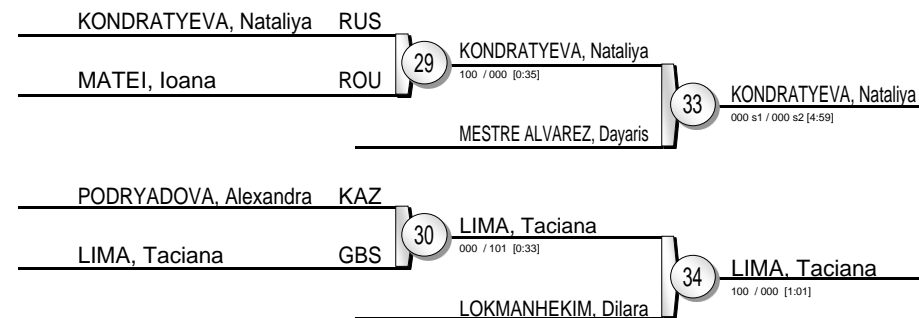 KONDRATYEVA, Nataliya RUS
MATEI, Ioana ROU
29
KONDRATYEVA, Nataliya
100 / 000 [0:35]
MESTRE ALVAREZ, Dayaris
33
KONDRATYEVA, Nataliya
000 s1 / 000 s2 [4:59]
PODRYADOVA, Alexandra KAZ
LIMA, Taciana GBS
30
LIMA, Taciana
000 / 101 [0:33]
LOKMANHEKIM, Dilara
34
LIMA, Taciana
100 / 000 [1:01]